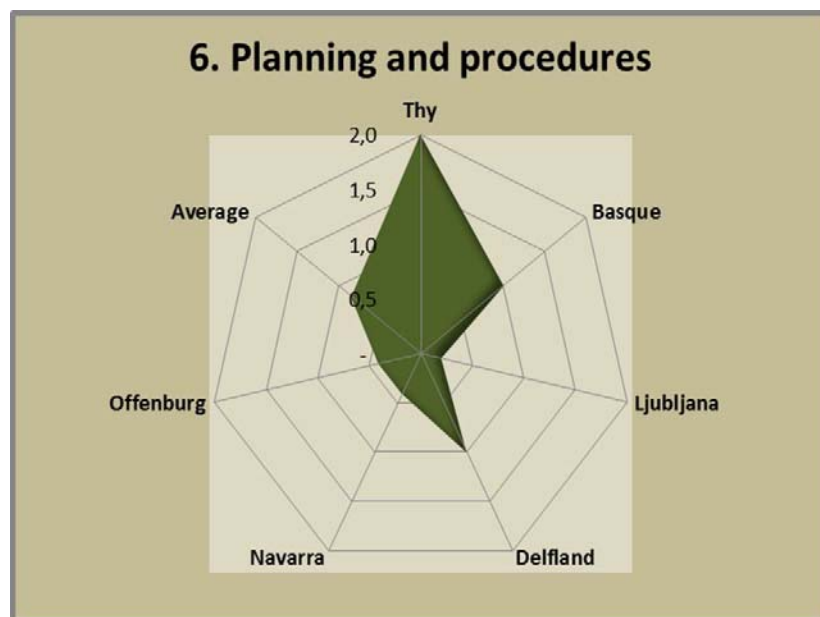 6. Planning and procedures
Thy
2,0
1,5
Average
Basque
1,0
0,5
-
Offenburg
Ljubljana
Navarra
Delfland